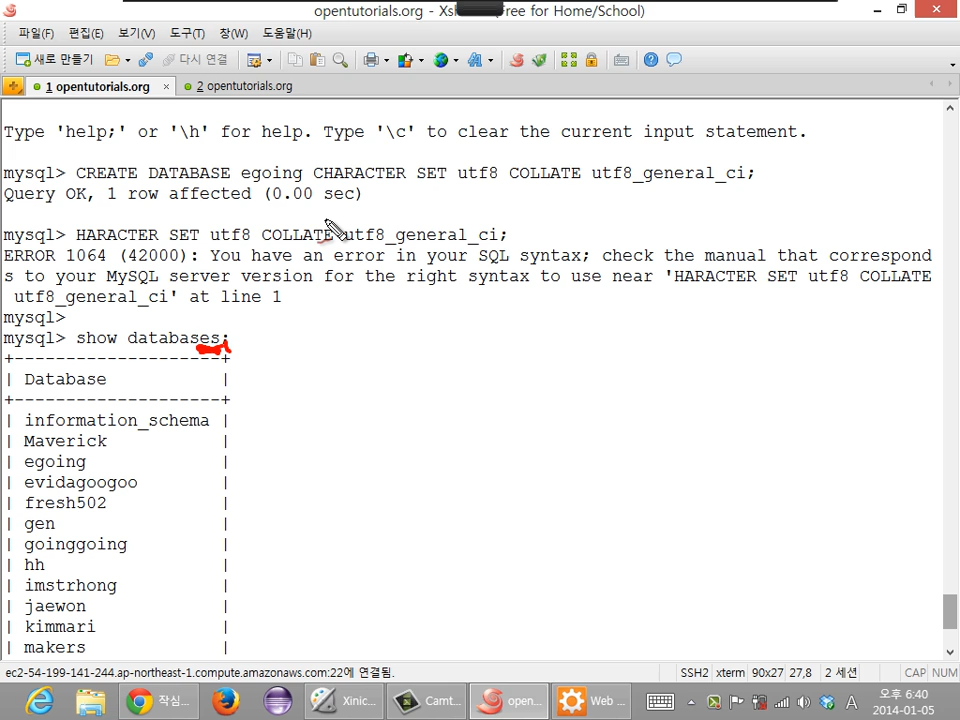 opentutorials.org - Xs (Free for Home/School)
파일(F) 편집(E) 보기(V) 도구(T) 창(W) 도움말(H)
새로 만들기 다시 연결
1 opentutorials.org × 2 opentutorials.org
Type 'help;' or '\h' for help. Type '\c' to clear the current input statement.
mysql> CREATE DATABASE egoing CHARACTER SET utf8 COLLATE utf8_general_ci;
Query OK, 1 row affected (0.00 sec)
mysql> HARACTER SET utf8 COLLATE utf8_general_ci;
ERROR 1064 (42000): You have an error in your SQL syntax; check the manual that correspond
s to your MySQL server version for the right syntax to use near 'HARACTER SET utf8 COLLATE
utf8_general_ci' at line 1
mysql>
mysql> show databases;
+--------------------+
| Database           |
+--------------------+
| information_schema |
| Maverick           |
| egoing             |
| evidagoogoo        |
| fresh502           |
| gen                |
| goinggoing         |
| hh                 |
| imstrhong          |
| jaewon             |
| kimmari            |
| makers             |
ec2-54-199-141-244.ap-northeast-1.compute.amazonaws.com:22에 연결됨. SSH2 xterm 90x27 27,8 2 세션 CAP NUM
작심... Xinic... Camt... open... Web ... A 오후 6:40
2014-01-05